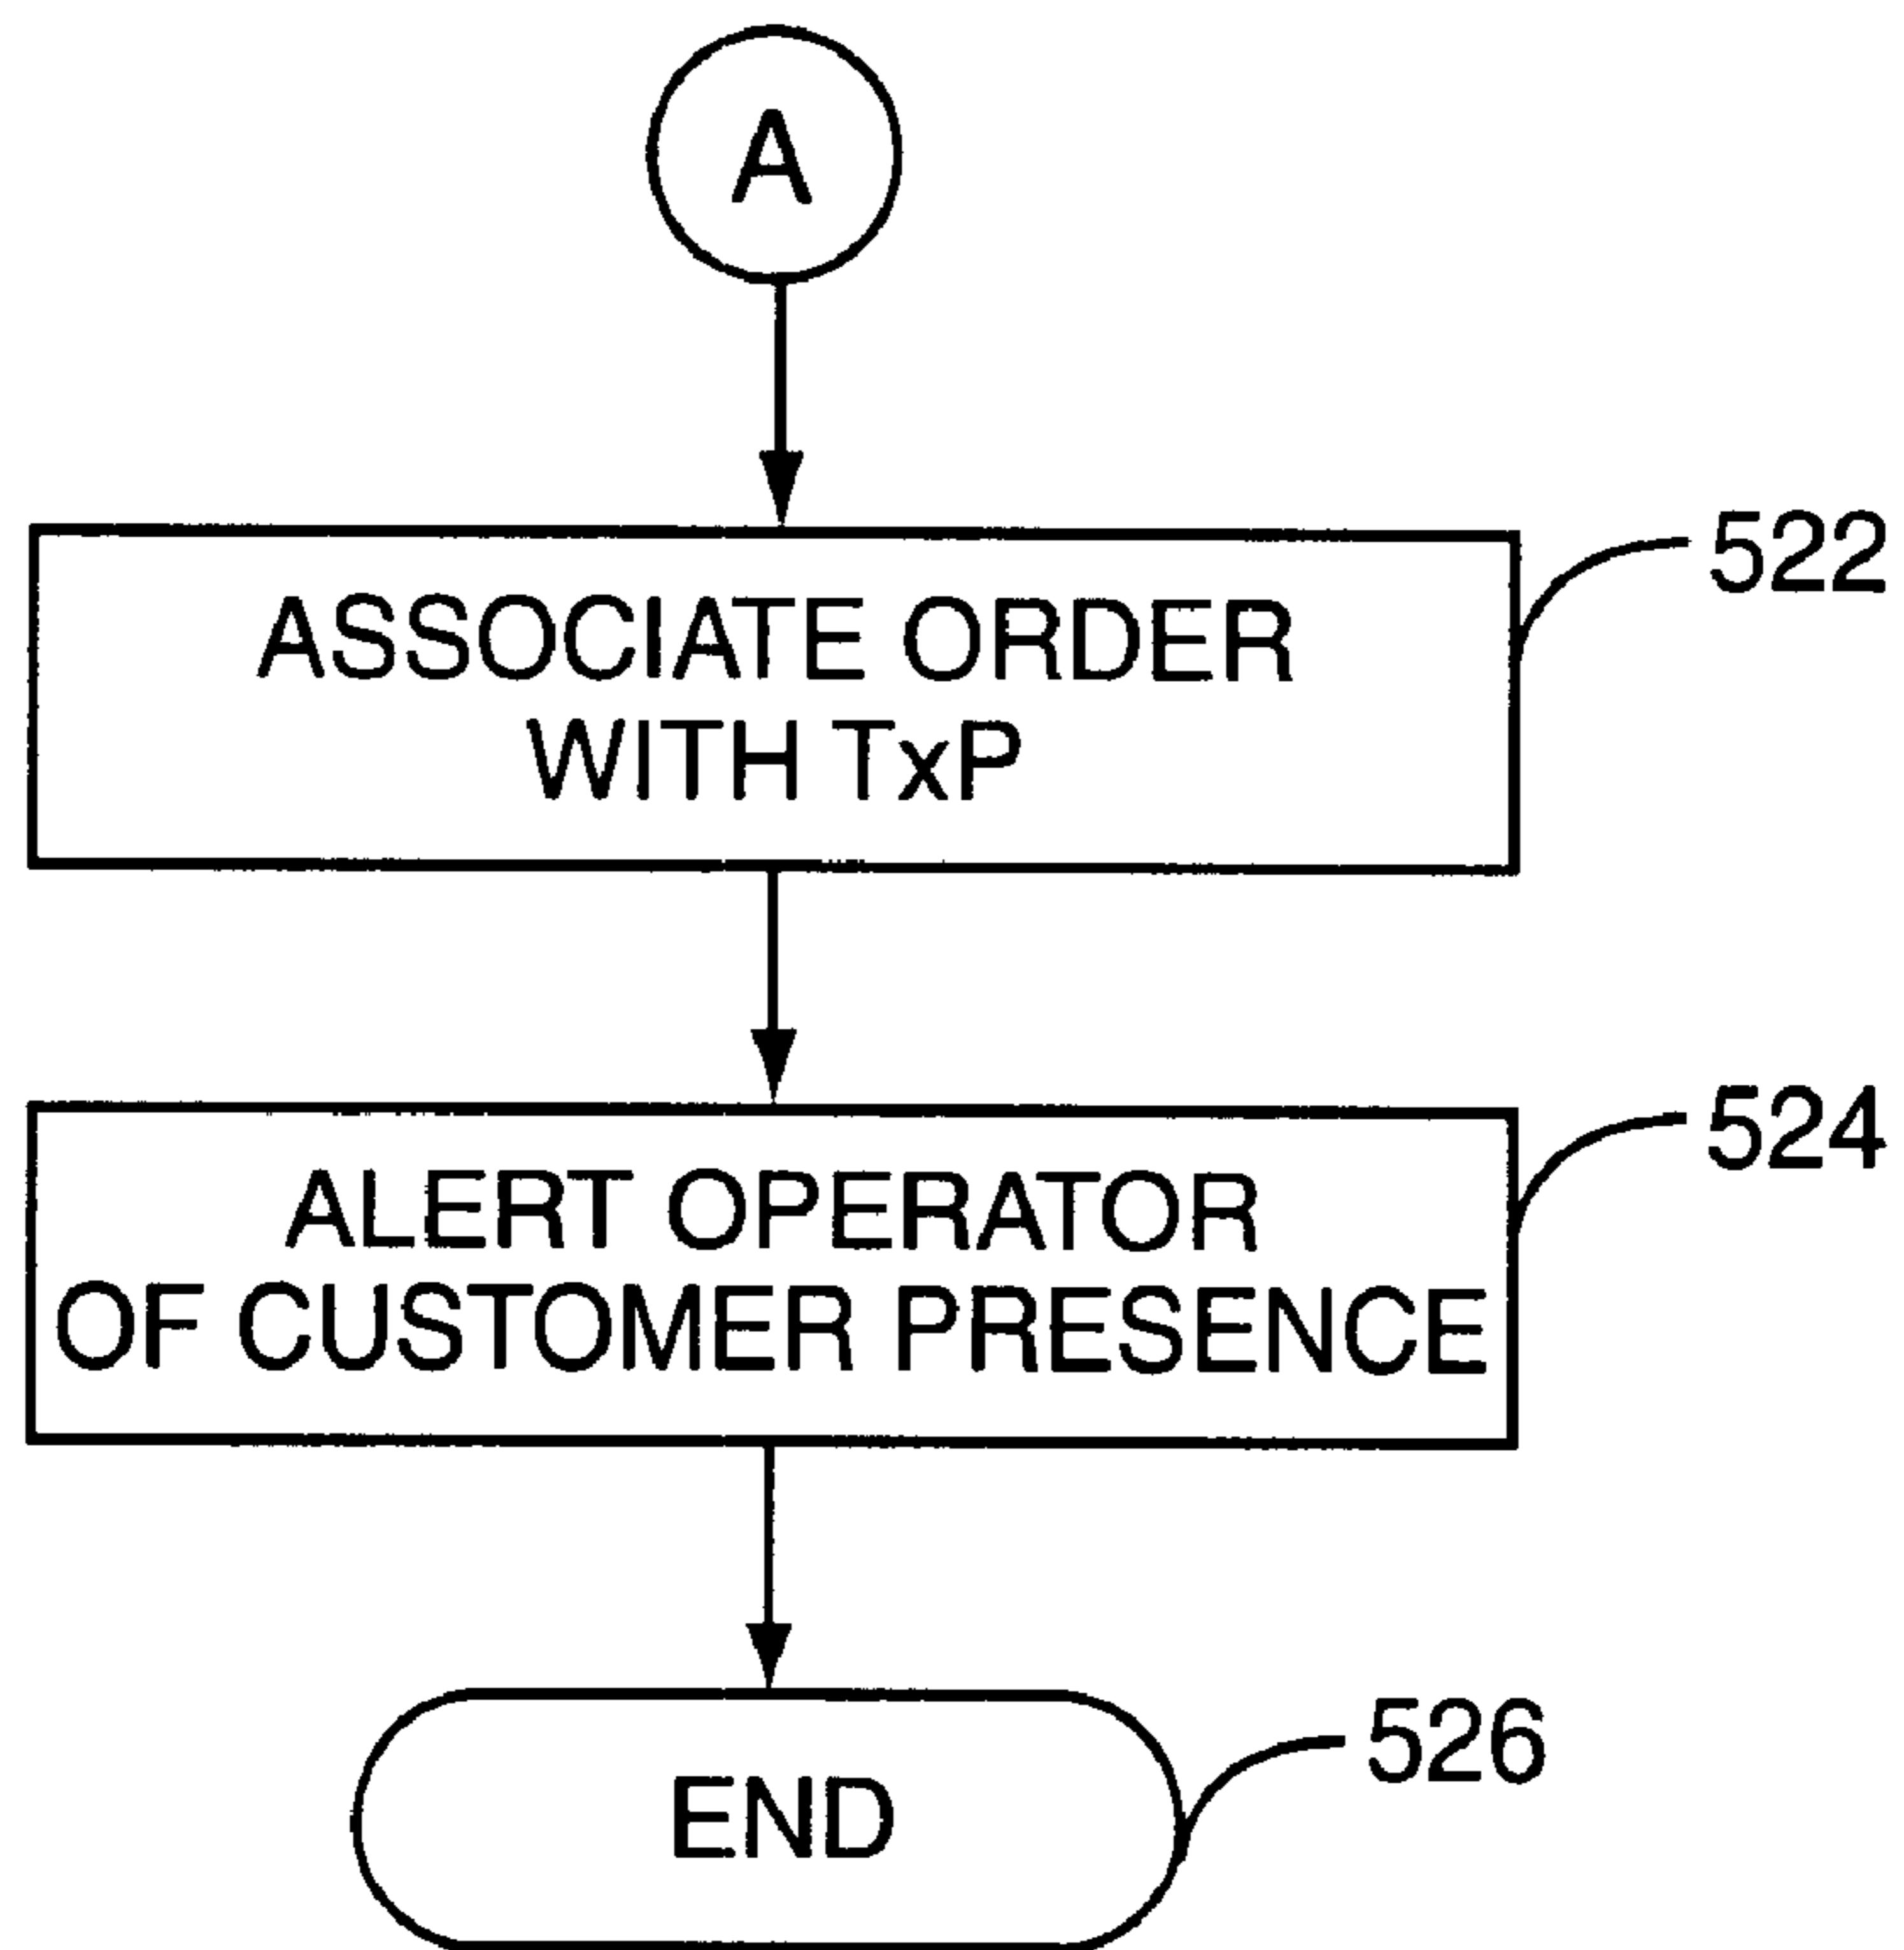 A
522
ASSOCIATE ORDER
WITH TxP
524
ALERT OPERATOR
OF CUSTOMER PRESENCE
526
END